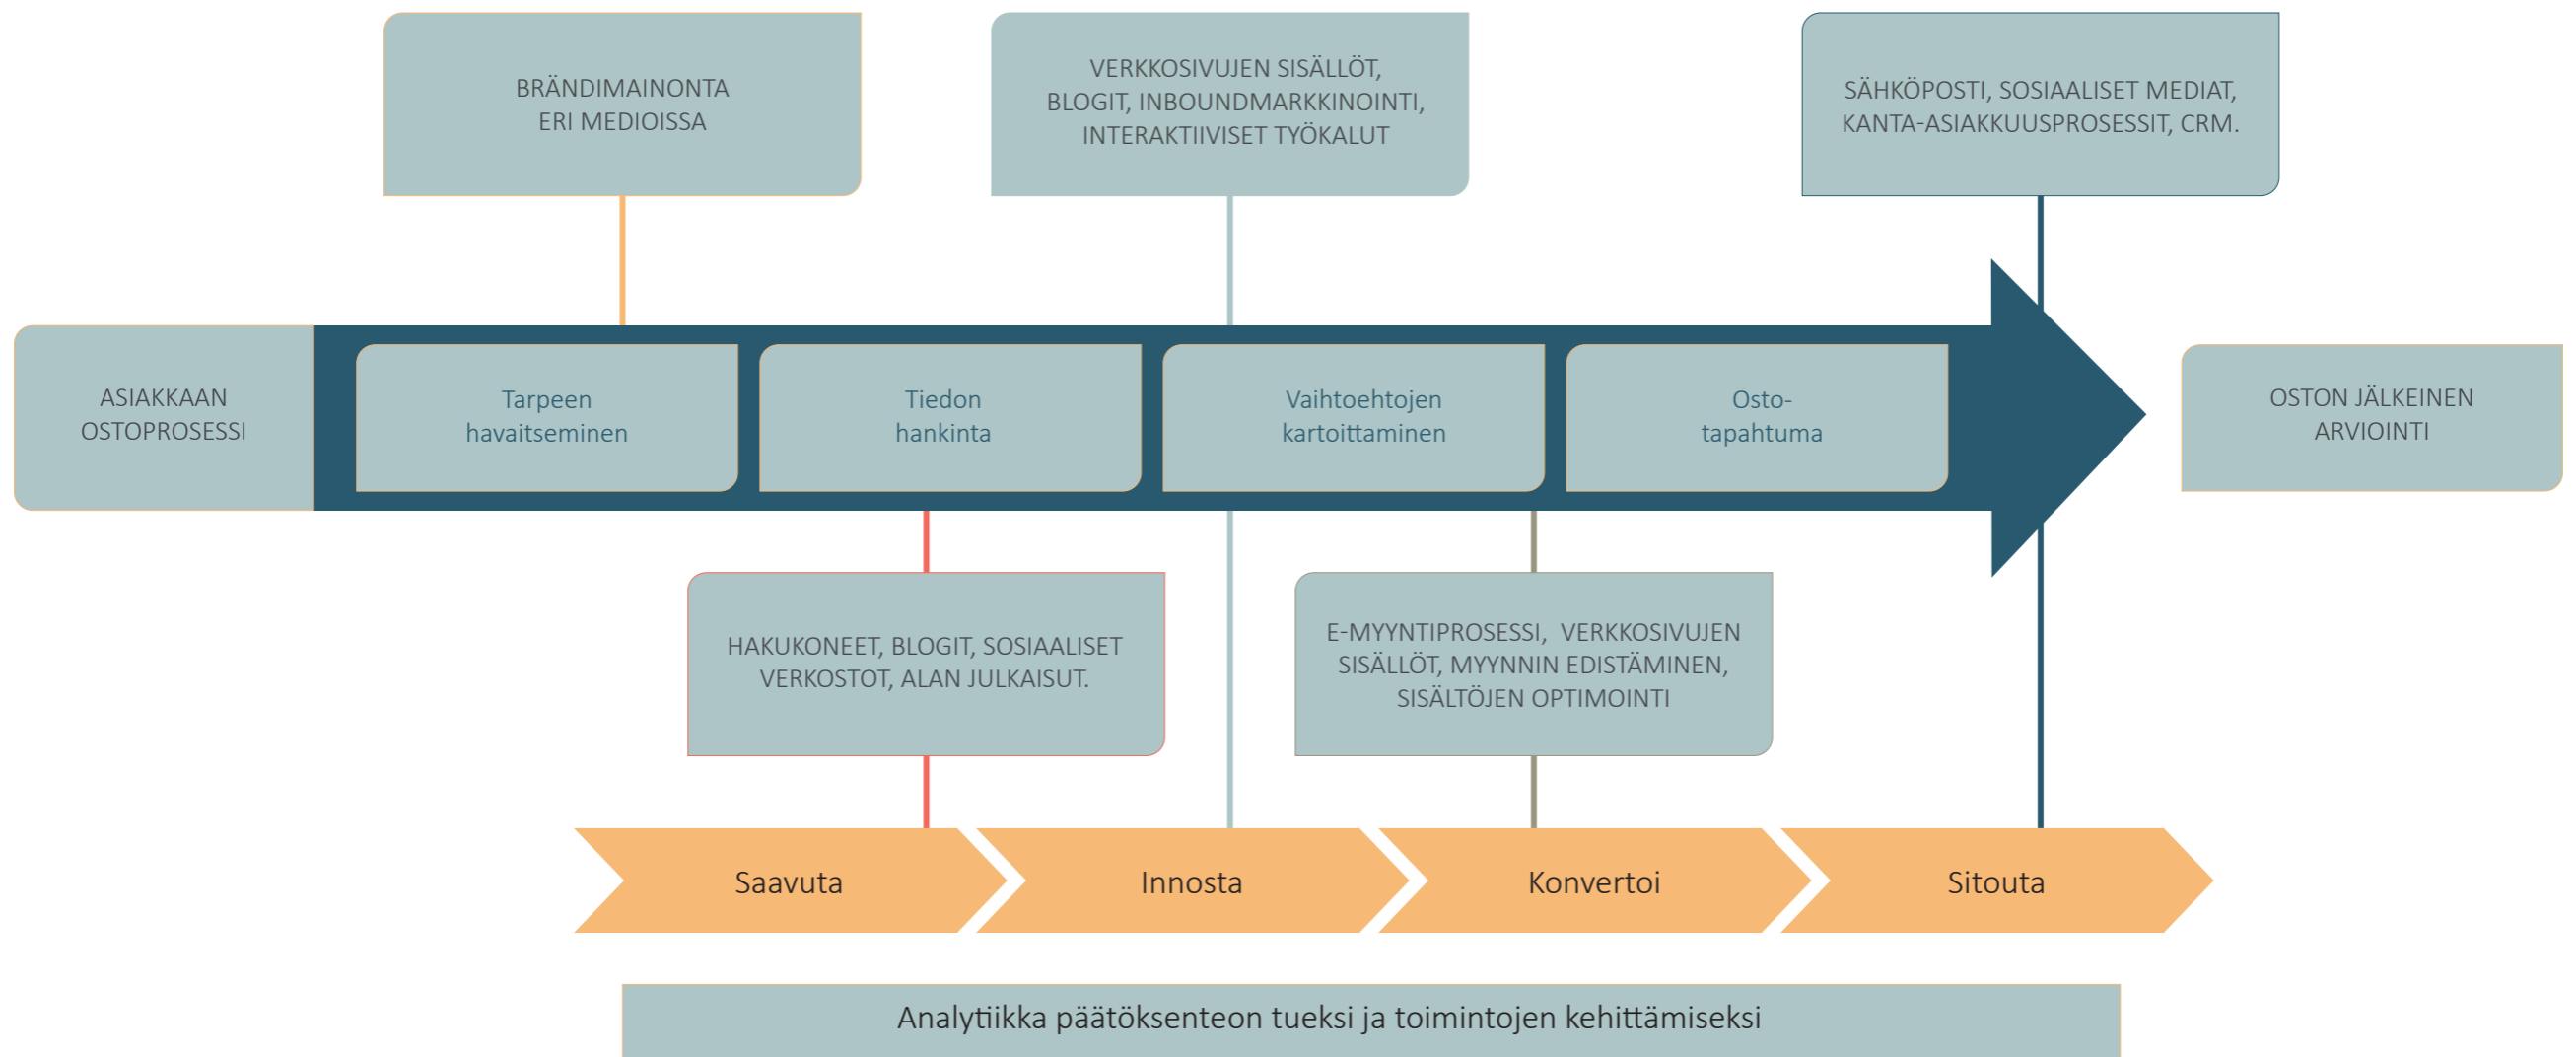 BRÄNDIMAINONTA
ERI MEDIOISSA
VERKKOSIVUJEN SISÄLLÖT,
BLOGIT, INBOUNDMARKKINOINTI,
INTERAKTIIVISET TYÖKALUT
SÄHKÖPOSTI, SOSIAALISET MEDIAT,
KANTA-ASIAKKUUSPROSESSIT, CRM.
ASIAKKAAN
OSTOPROSESSI
Tarpeen
havaitseminen
Tiedon
hankinta
Vaihtoehtojen
kartoittaminen
Osto-
tapahtuma
OSTON JÄLKEINEN
ARVIOINTI
HAKUKONEET, BLOGIT, SOSIAALISET
VERKOSTOT, ALAN JULKAISUT.
E-MYYNTIPROSESSI, VERKKOSIVUJEN
SISÄLLÖT, MYYNNIN EDISTÄMINEN,
SISÄLTÖJEN OPTIMOINTI
Saavuta
Innosta
Konvertoi
Sitouta
Analytiikka päätöksenteon tueksi ja toimintojen kehittämiseksi